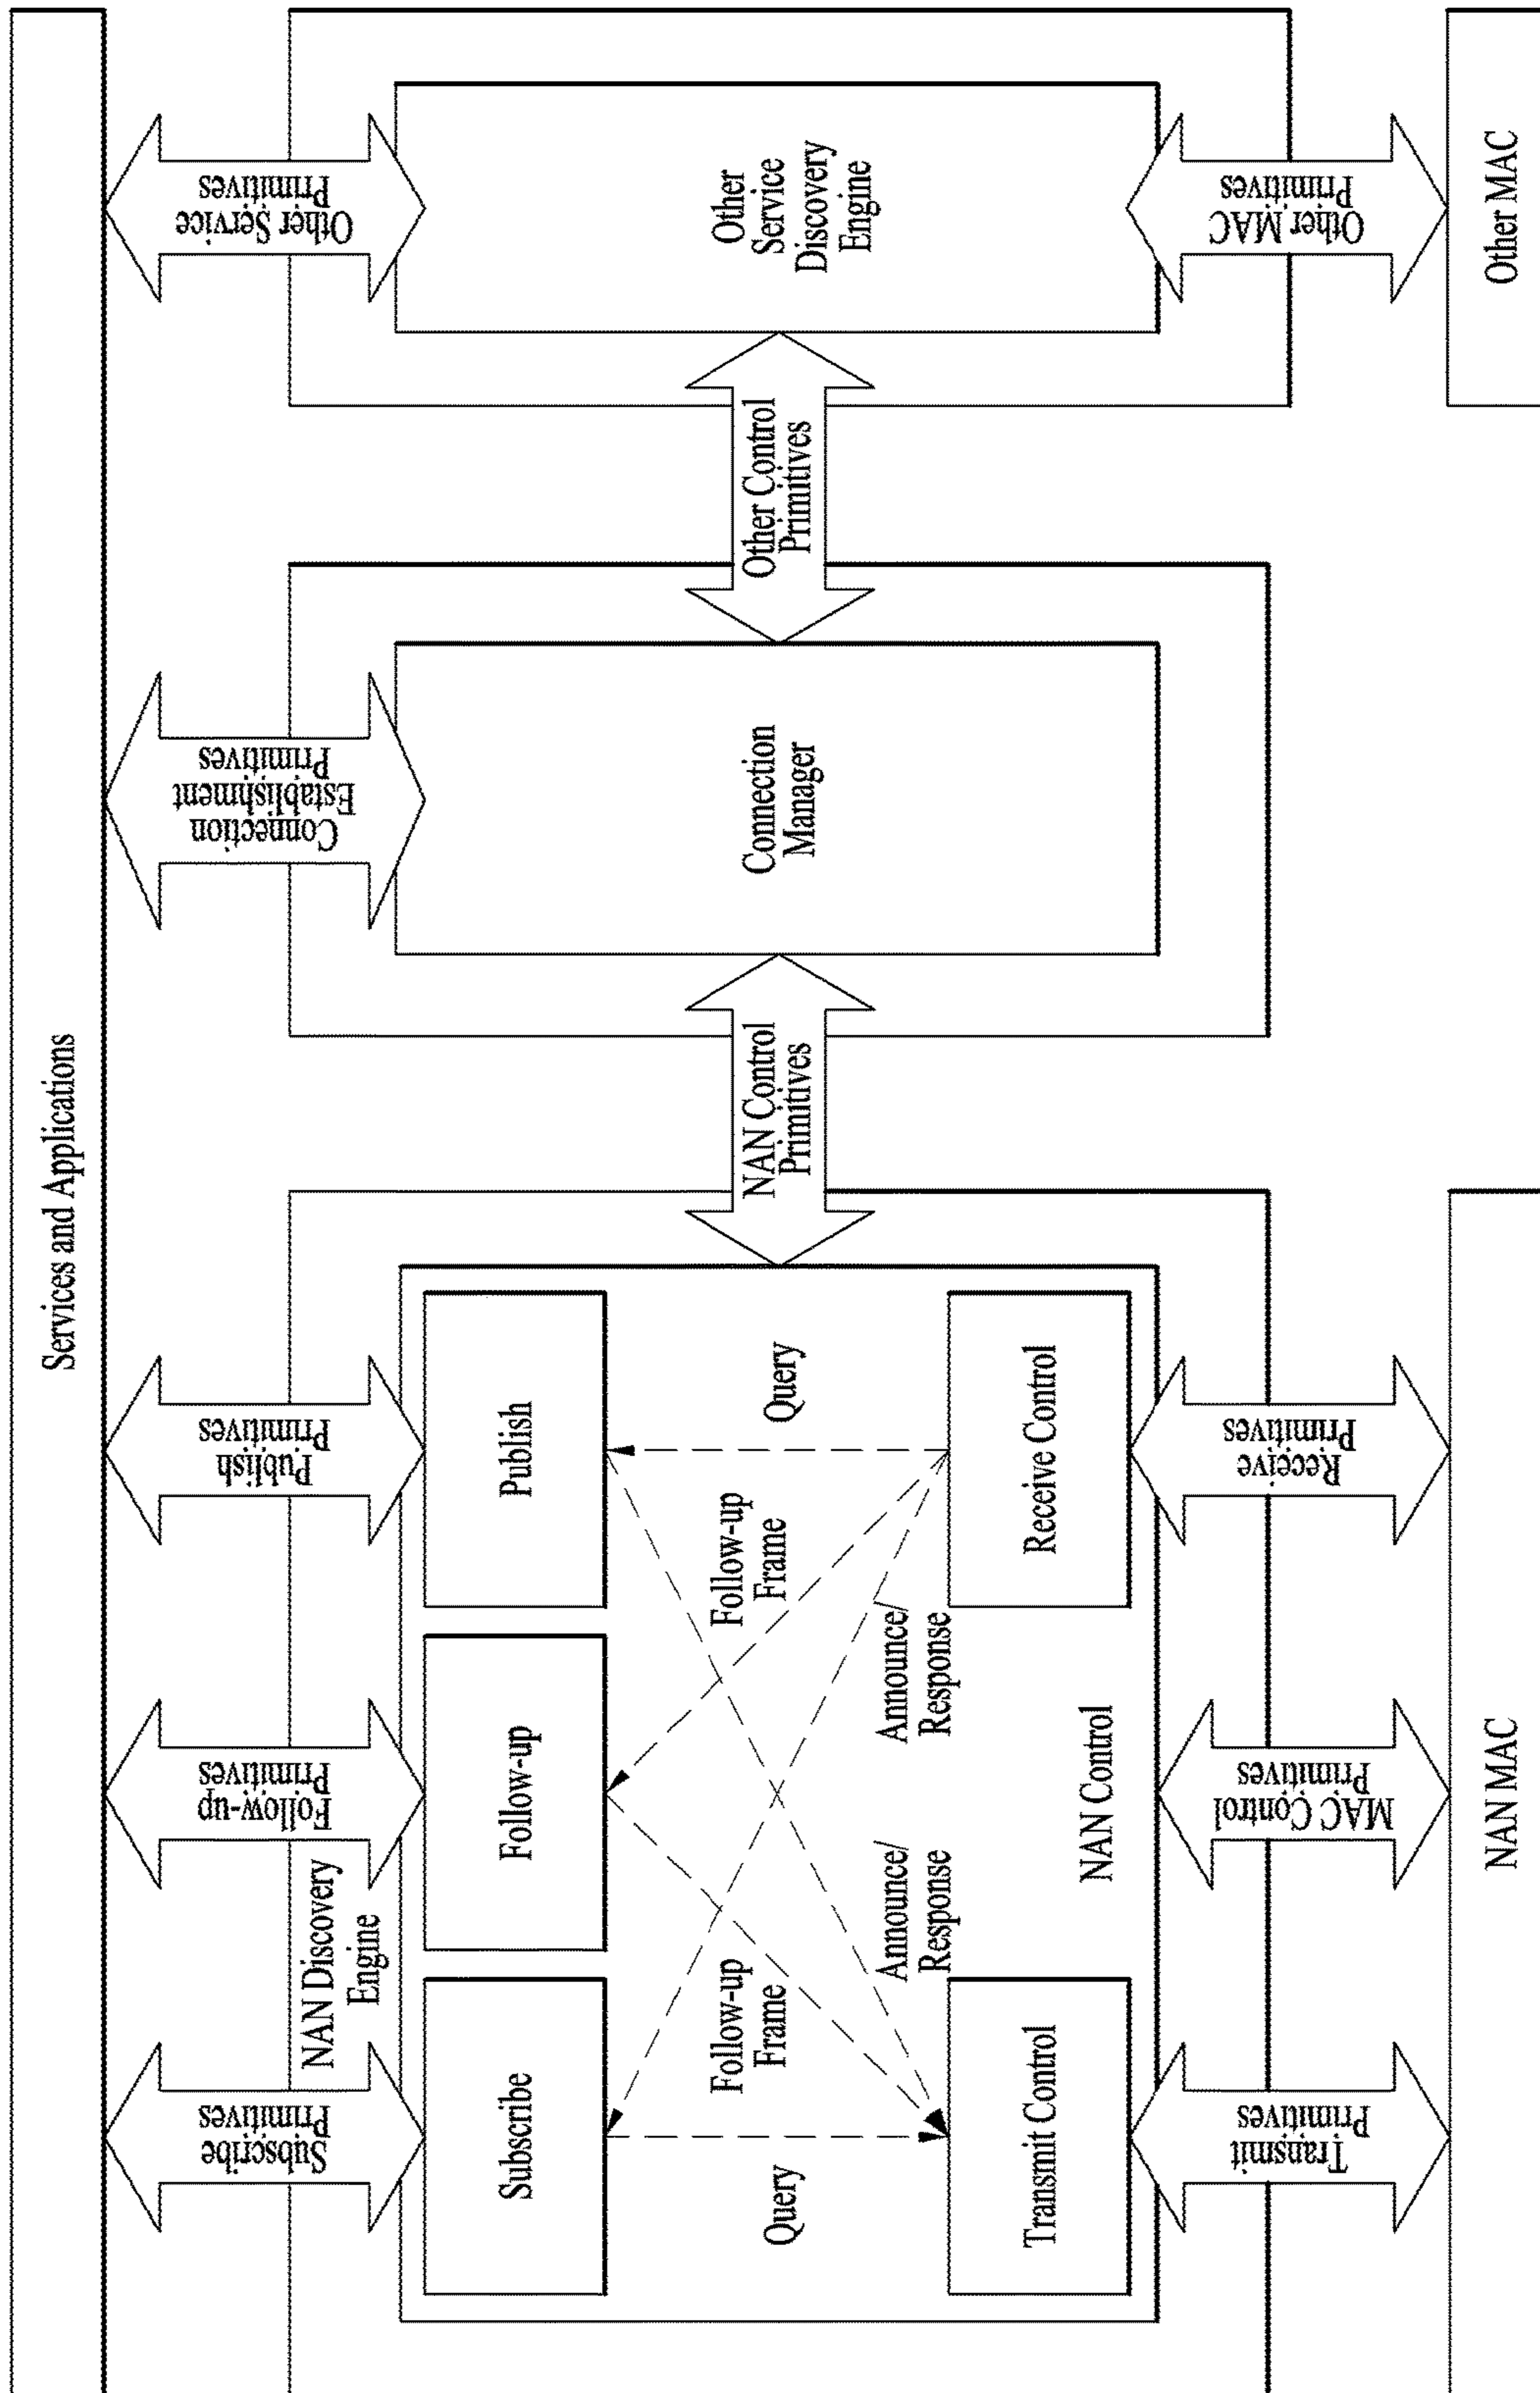 Services and Applications
Subscribe
Primitives
Follow-up
Primitives
Publish
Primitives
Connection
Establishment
Primitives
Other Service
Primitives
NAN Discovery
Engine
Subscribe
Follow-up
Publish
Query
Follow-up
Frame
Follow-up
Frame
Query
Announce/
Response
Announce/
Response
Transmit Control
Receive Control
NAN Control
NAN Control
Primitives
Connection
Manager
Other Control
Primitives
Other
Service
Discovery
Engine
Transmit
Primitives
MAC Control
Primitives
Receive
Primitives
Other MAC
Primitives
NAN MAC
Other MAC